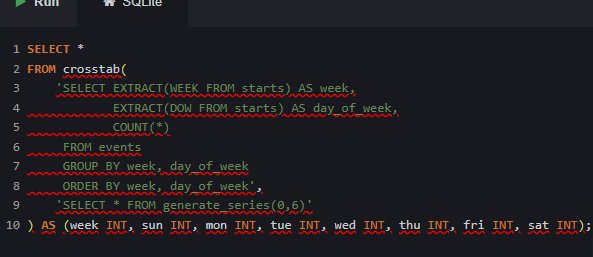 Run SQLite
1 SELECT *
2 FROM crosstab(
3 'SELECT EXTRACT(WEEK FROM starts) AS week,
4 EXTRACT(DOW FROM starts) AS day_of_week,
5 COUNT(*)
6 FROM events
7 GROUP BY week, day_of_week
8 ORDER BY week, day_of_week',
9 'SELECT * FROM generate_series(0,6)'
10 ) AS (week INT, sun INT, mon INT, tue INT, wed INT, thu INT, fri INT, sat INT);